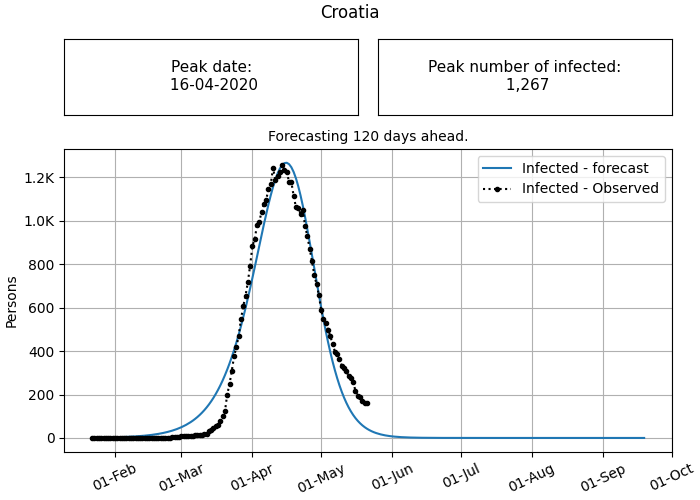 Croatia
Peak date:
16-04-2020
Peak number of infected:
1,267
Forecasting 120 days ahead.
Infected - forecast
Infected - Observed
1.2K
1.0K
800
600
400
200
0
Persons
01-Feb
01-Mar
01-Apr
01-May
01-Jun
01-Jul
01-Aug
01-Sep
01-Oct